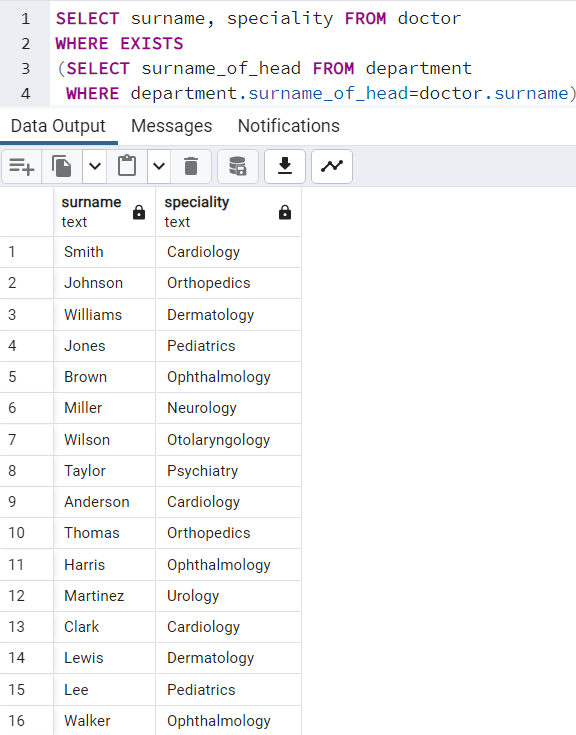 1 SELECT surname, speciality FROM doctor
2 WHERE EXISTS
3 (SELECT surname_of_head FROM department
4 WHERE department.surname_of_head=doctor.surname)
Data Output Messages Notifications
surname speciality
text text
1 Smith Cardiology
2 Johnson Orthopedics
3 Williams Dermatology
4 Jones Pediatrics
5 Brown Ophthalmology
6 Miller Neurology
7 Wilson Otolaryngology
8 Taylor Psychiatry
9 Anderson Cardiology
10 Thomas Orthopedics
11 Harris Ophthalmology
12 Martinez Urology
13 Clark Cardiology
14 Lewis Dermatology
15 Lee Pediatrics
16 Walker Ophthalmology